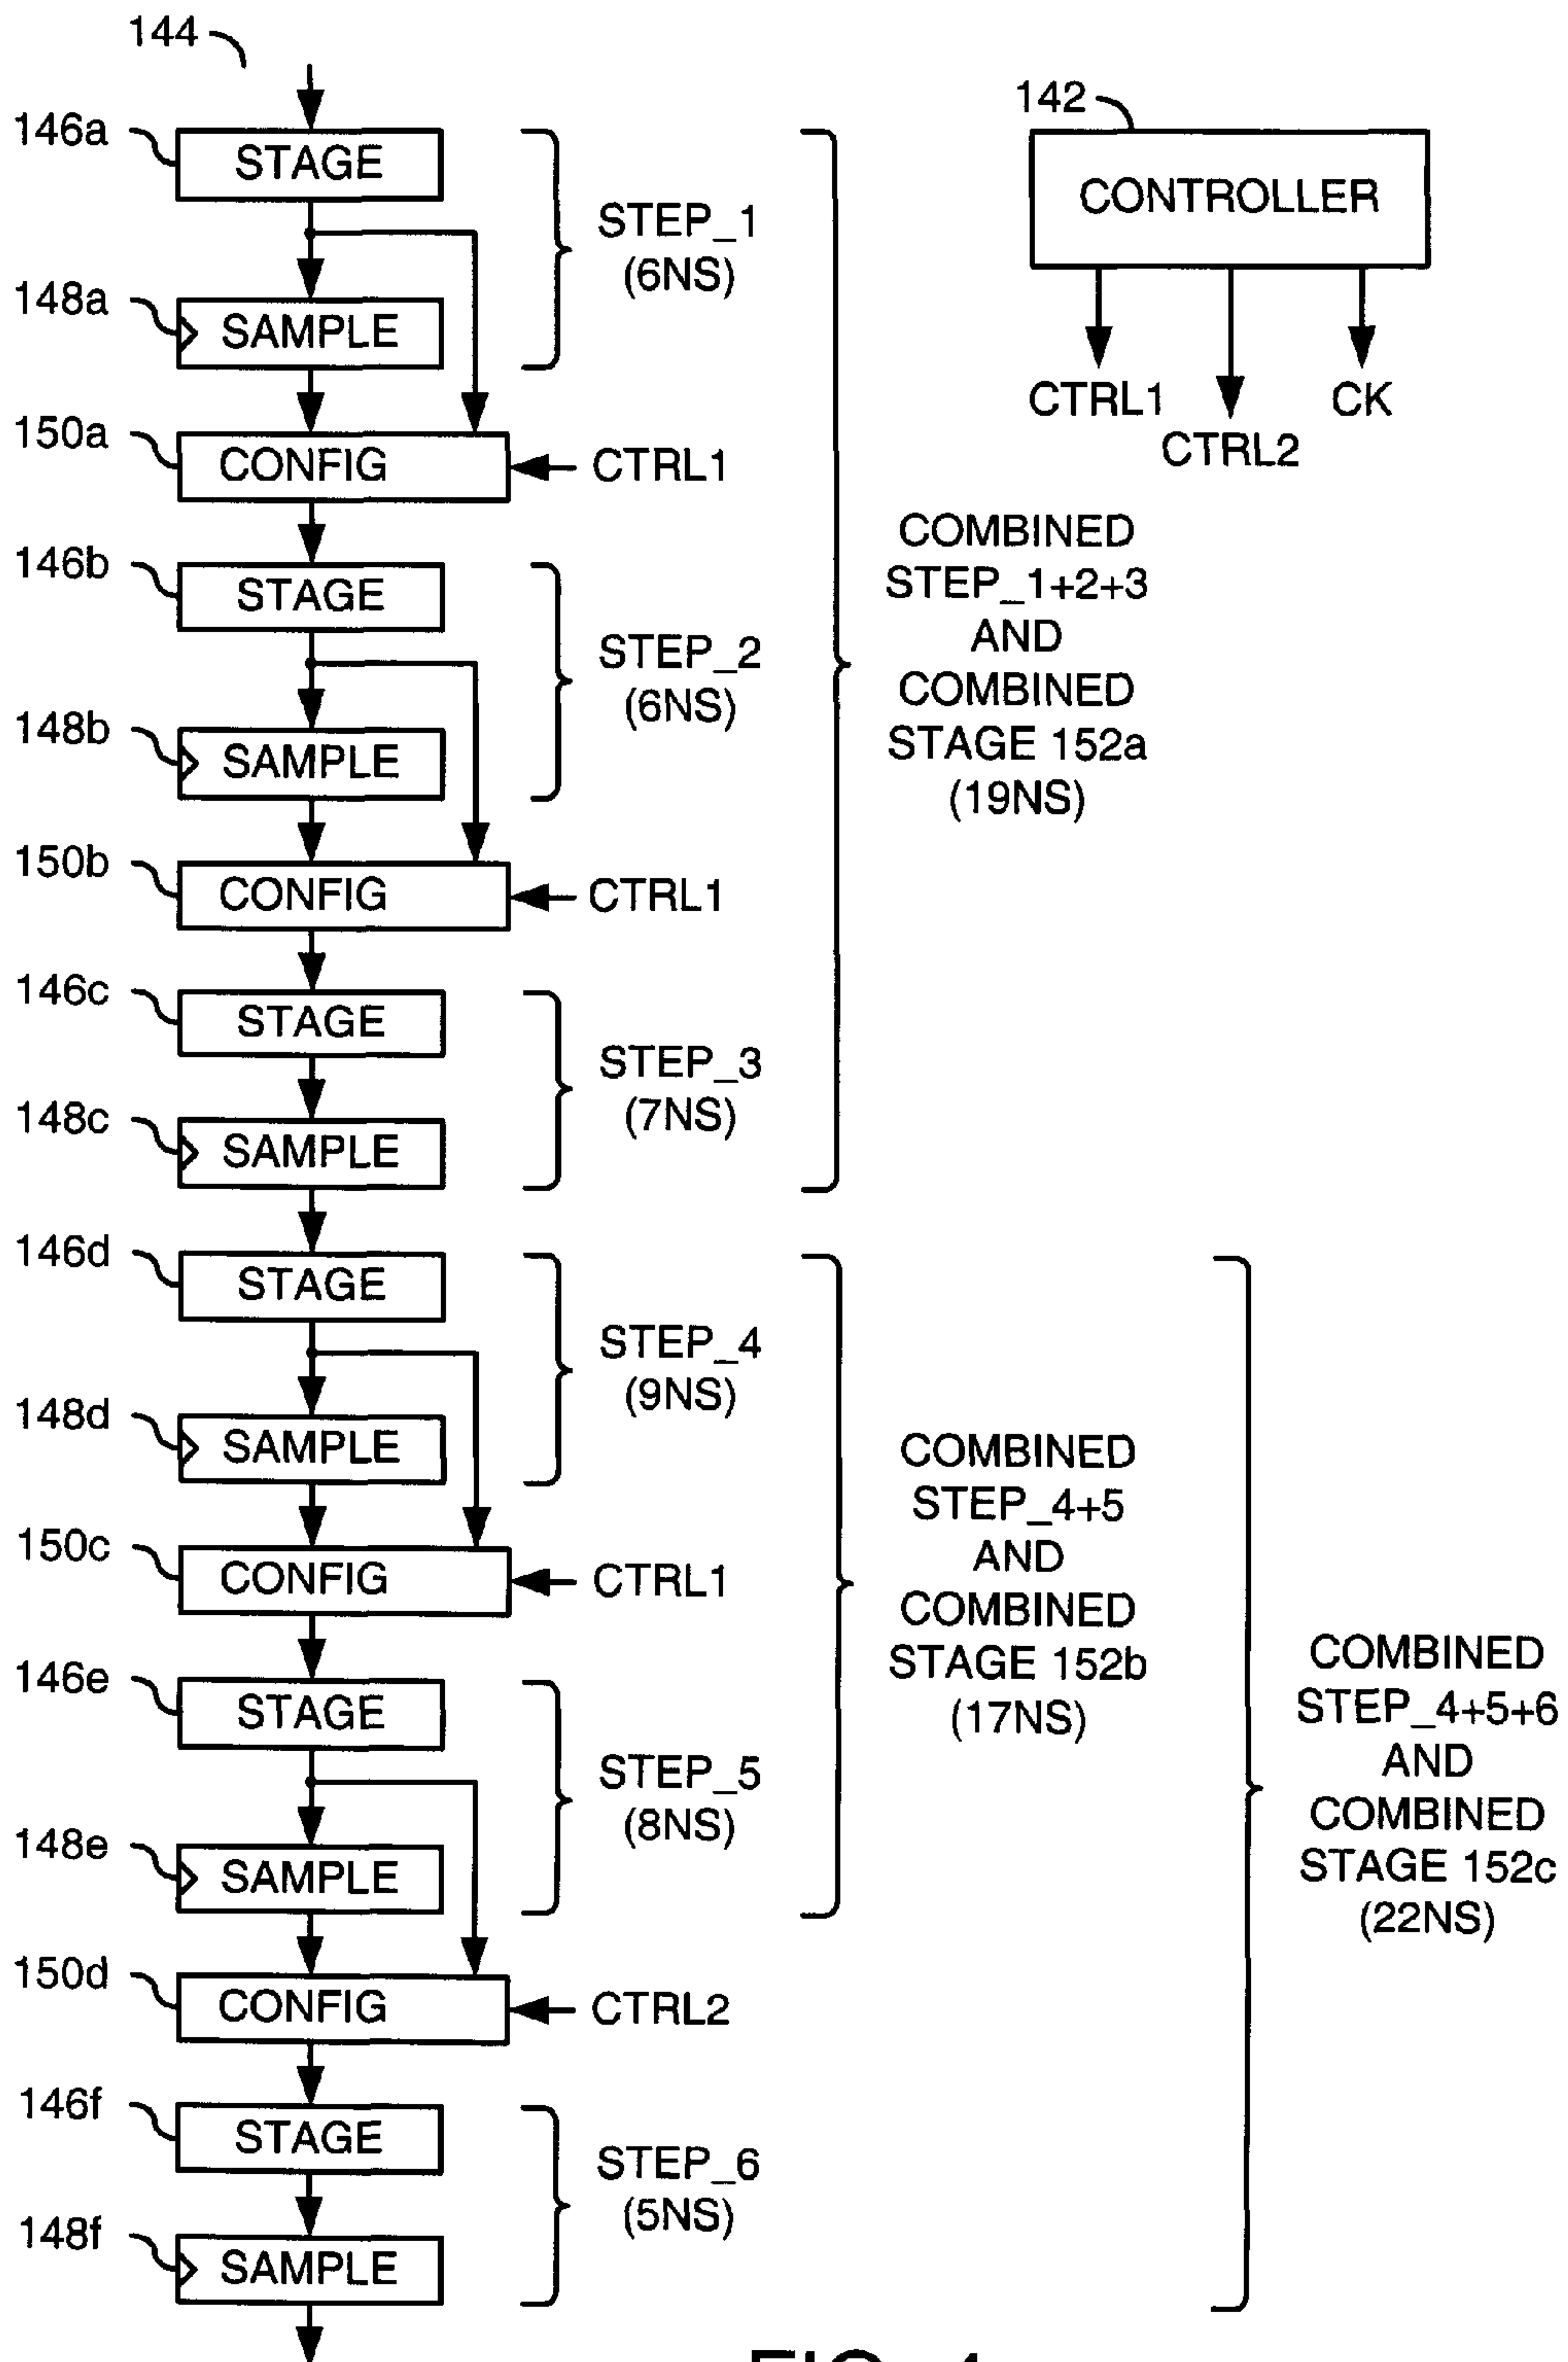 144
146a
STAGE
STEP_1
(6NS)
148a
SAMPLE
150a
CONFIG
CTRL1
146b
STAGE
STEP_2
(6NS)
148b
SAMPLE
150b
CONFIG
CTRL1
146c
STAGE
STEP_3
(7NS)
148c
SAMPLE
COMBINED
STEP_1+2+3
AND
COMBINED
STAGE 152a
(19NS)
142
CONTROLLER
CTRL1
CTRL2
CK
146d
STAGE
STEP_4
(9NS)
148d
SAMPLE
150c
CONFIG
CTRL1
146e
STAGE
STEP_5
(8NS)
148e
SAMPLE
COMBINED
STEP_4+5
AND
COMBINED
STAGE 152b
(17NS)
150d
CONFIG
CTRL2
146f
STAGE
STEP_6
(5NS)
148f
SAMPLE
COMBINED
STEP_4+5+6
AND
COMBINED
STAGE 152c
(22NS)